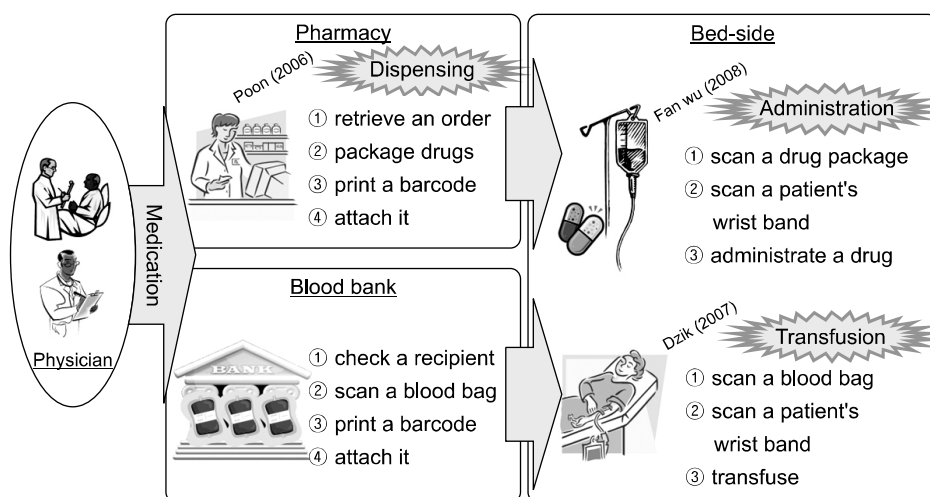 Physician
Medication
Pharmacy
Poon (2006)
Dispensing
① retrieve an order
② package drugs
③ print a barcode
④ attach it
Blood bank
BANK
① check a recipient
② scan a blood bag
③ print a barcode
④ attach it
Bed-side
Fan wu (2008)
Administration
① scan a drug package
② scan a patient's
wrist band
③ administrate a drug
Dzik (2007)
Transfusion
① scan a blood bag
② scan a patient's
wrist band
③ transfuse